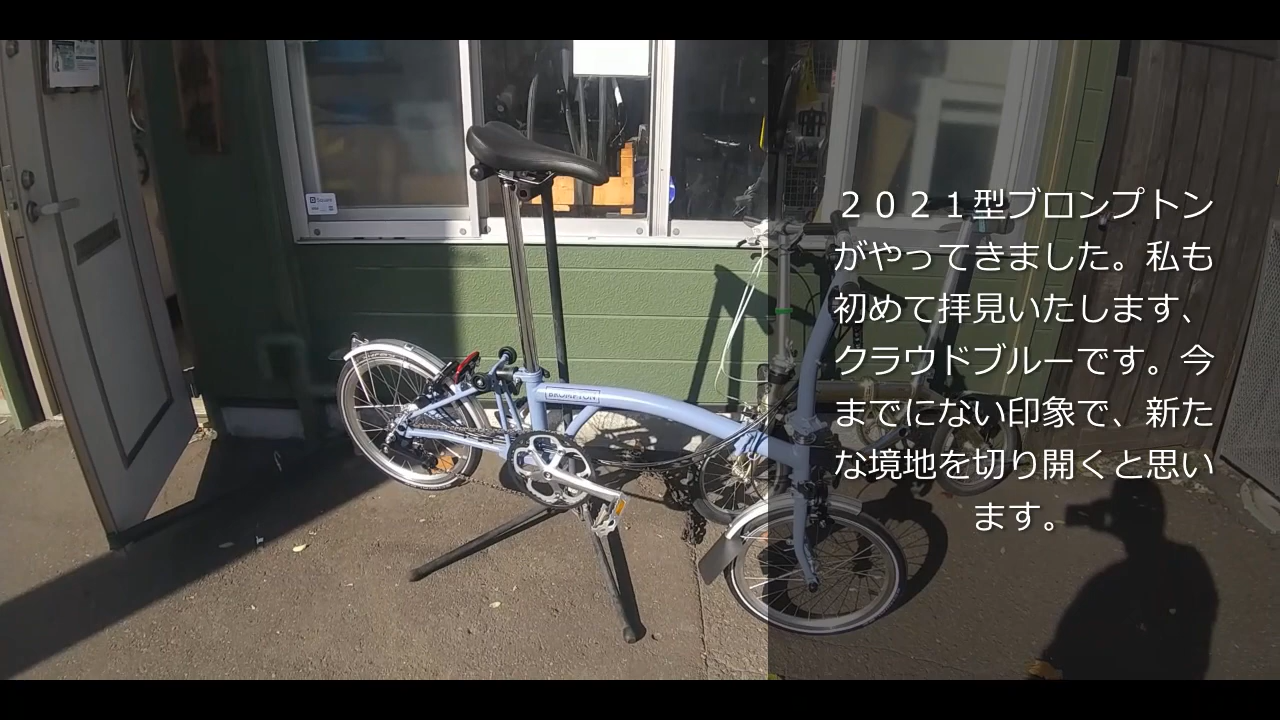 ２０２１型ブロンプトン
がやってきました。私も
初めて拝見いたします、
クラウドブルーです。今
までにない印象で、新た
な境地を切り開くと思い
ます。
Square
BROMPTON